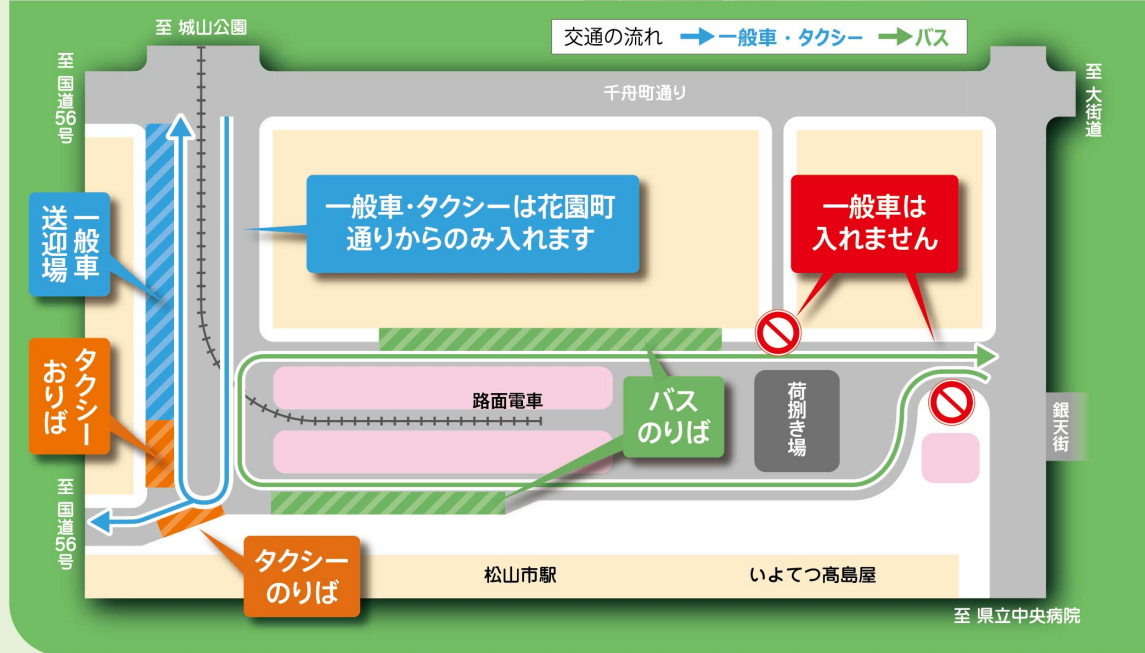 至 城山公園
交通の流れ →一般車・タクシー →バス
至 国道56号
千舟町通り
至 大街道
一般車
送迎場
一般車・タクシーは花園町
通りからのみ入れます
一般車は
入れません
タクシー
おりば
路面電車
バス
のりば
荷捌き場
銀天街
至 国道56号
タクシー
のりば
松山市駅
いよてつ髙島屋
至 県立中央病院